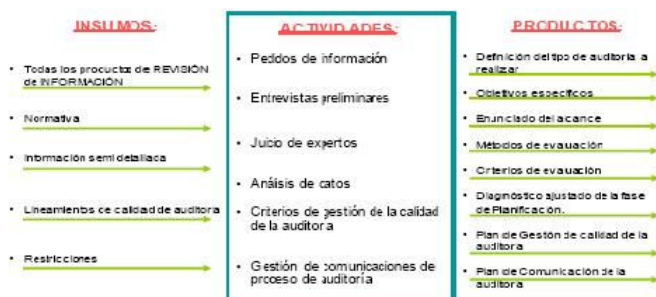 INSUMOS:
• Todas los productos de REVISIÓN
de INFORMACIÓN
• Normativa
• Información semi detallada
• Lineamientos de calidad de auditoria
• Restricciones
ACTIVIDADES:
• Pedidos de información
• Entrevistas preliminares
• Juicio de expertos
• Análisis de datos
• Criterios de gestión de la calidad
de la auditoría
• Gestión de comunicaciones de
proceso de auditoría
PRODUCTOS:
• Definición del tipo de auditoría a
realizar
• Objetivos específicos
• Enunciado del alcance
• Métodos de evaluación
• Criterios de evaluación
• Diagnóstico ajustado de la fase
de Planificación.
• Plan de Gestión de calidad de la
auditoría
• Plan de Comunicación de la
auditoría